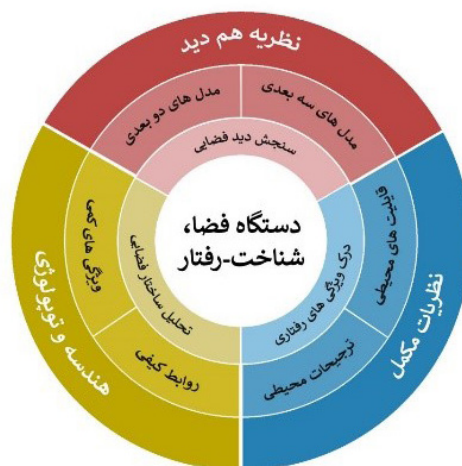 نظریه هم دید
مدل های سه بعدی
مدل های دو بعدی
سنجش دید فضایی
دستگاه فضا،
شناخت-رفتار
نظریات مکمل
قابلیت های محیطی
ترجیحات محیطی
درک ویژگی های رفتاری
هندسه و توپولوژی
ویژگی های کمی
روابط کیفی
تحلیل ساختار فضایی